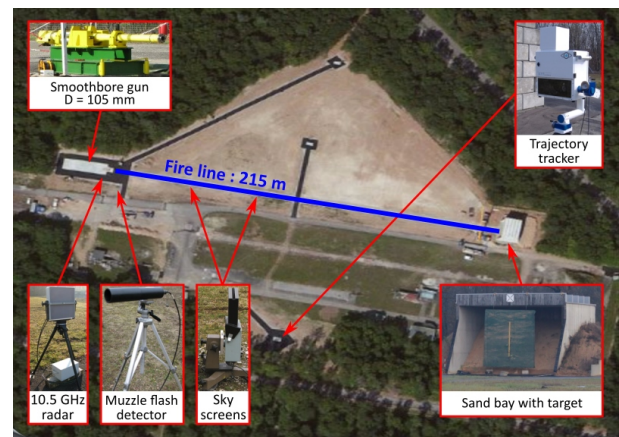 Smoothbore gun
D = 105 mm
Trajectory
tracker
Fire line : 215 m
10.5 GHz
radar
Muzzle flash
detector
Sky
screens
Sand bay with target